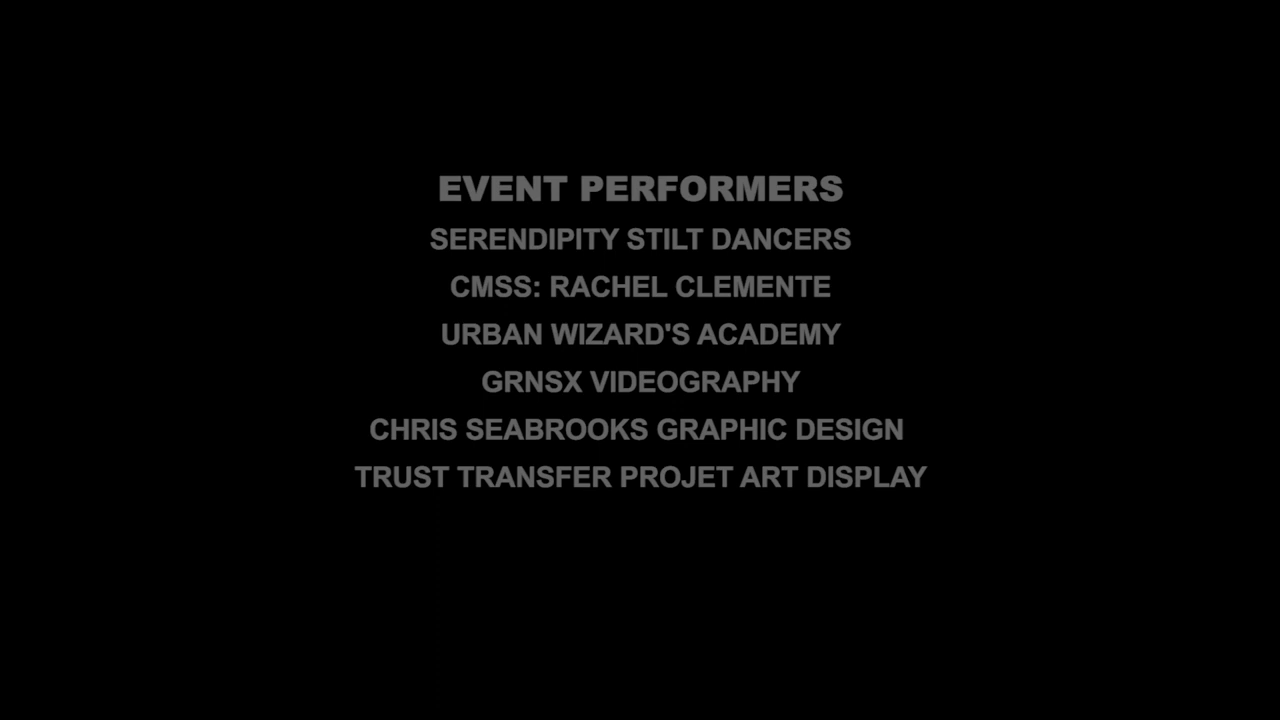 EVENT PERFORMERS
SERENDIPITY STILT DANCERS
CMSS: RACHEL CLEMENTE
URBAN WIZARD'S ACADEMY
GRNSX VIDEOGRAPHY
CHRIS SEABROOKS GRAPHIC DESIGN
TRUST TRANSFER PROJET ART DISPLAY